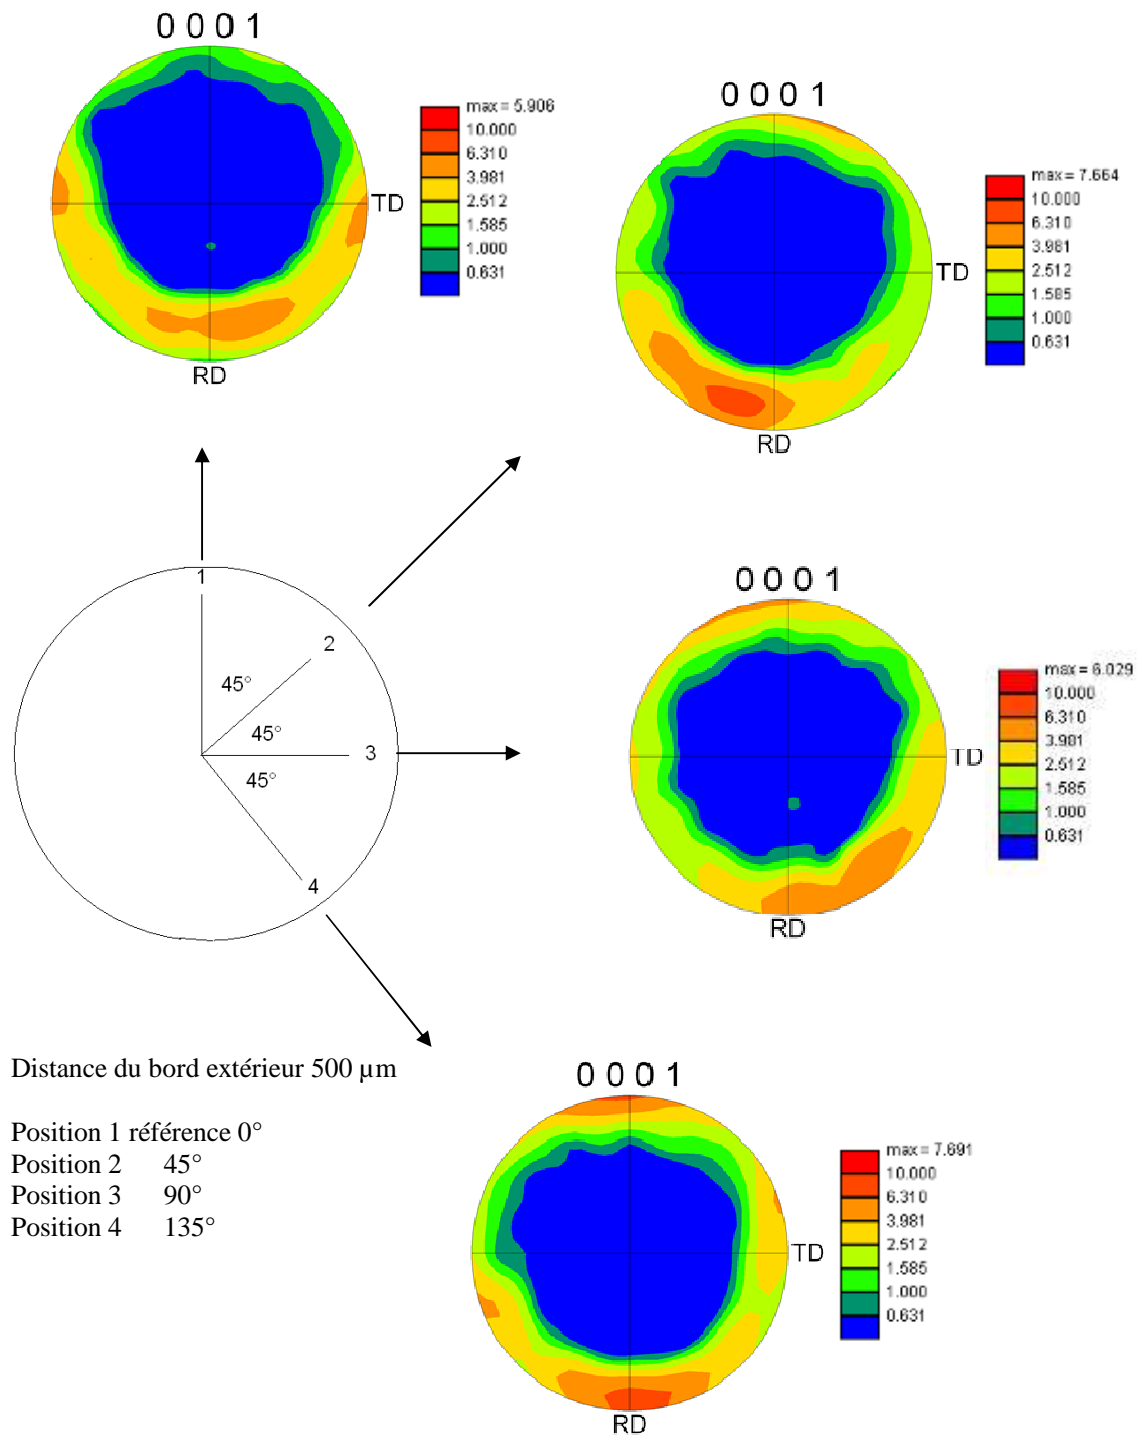 0 0 0 1
max = 5.906
10.000
6.310
3.981
2.512
1.585
1.000
0.631
TD
RD
0 0 0 1
max = 7.664
10.000
6.310
3.981
2.512
1.585
1.000
0.631
TD
RD
1
2
45°
45°
3
45°
4
0 0 0 1
max = 6.029
10.000
6.310
3.981
2.512
1.585
1.000
0.631
TD
RD
Distance du bord extérieur 500 µm
Position 1 référence 0°
Position 2 45°
Position 3 90°
Position 4 135°
0 0 0 1
max = 7.691
10.000
6.310
3.981
2.512
1.585
1.000
0.631
TD
RD